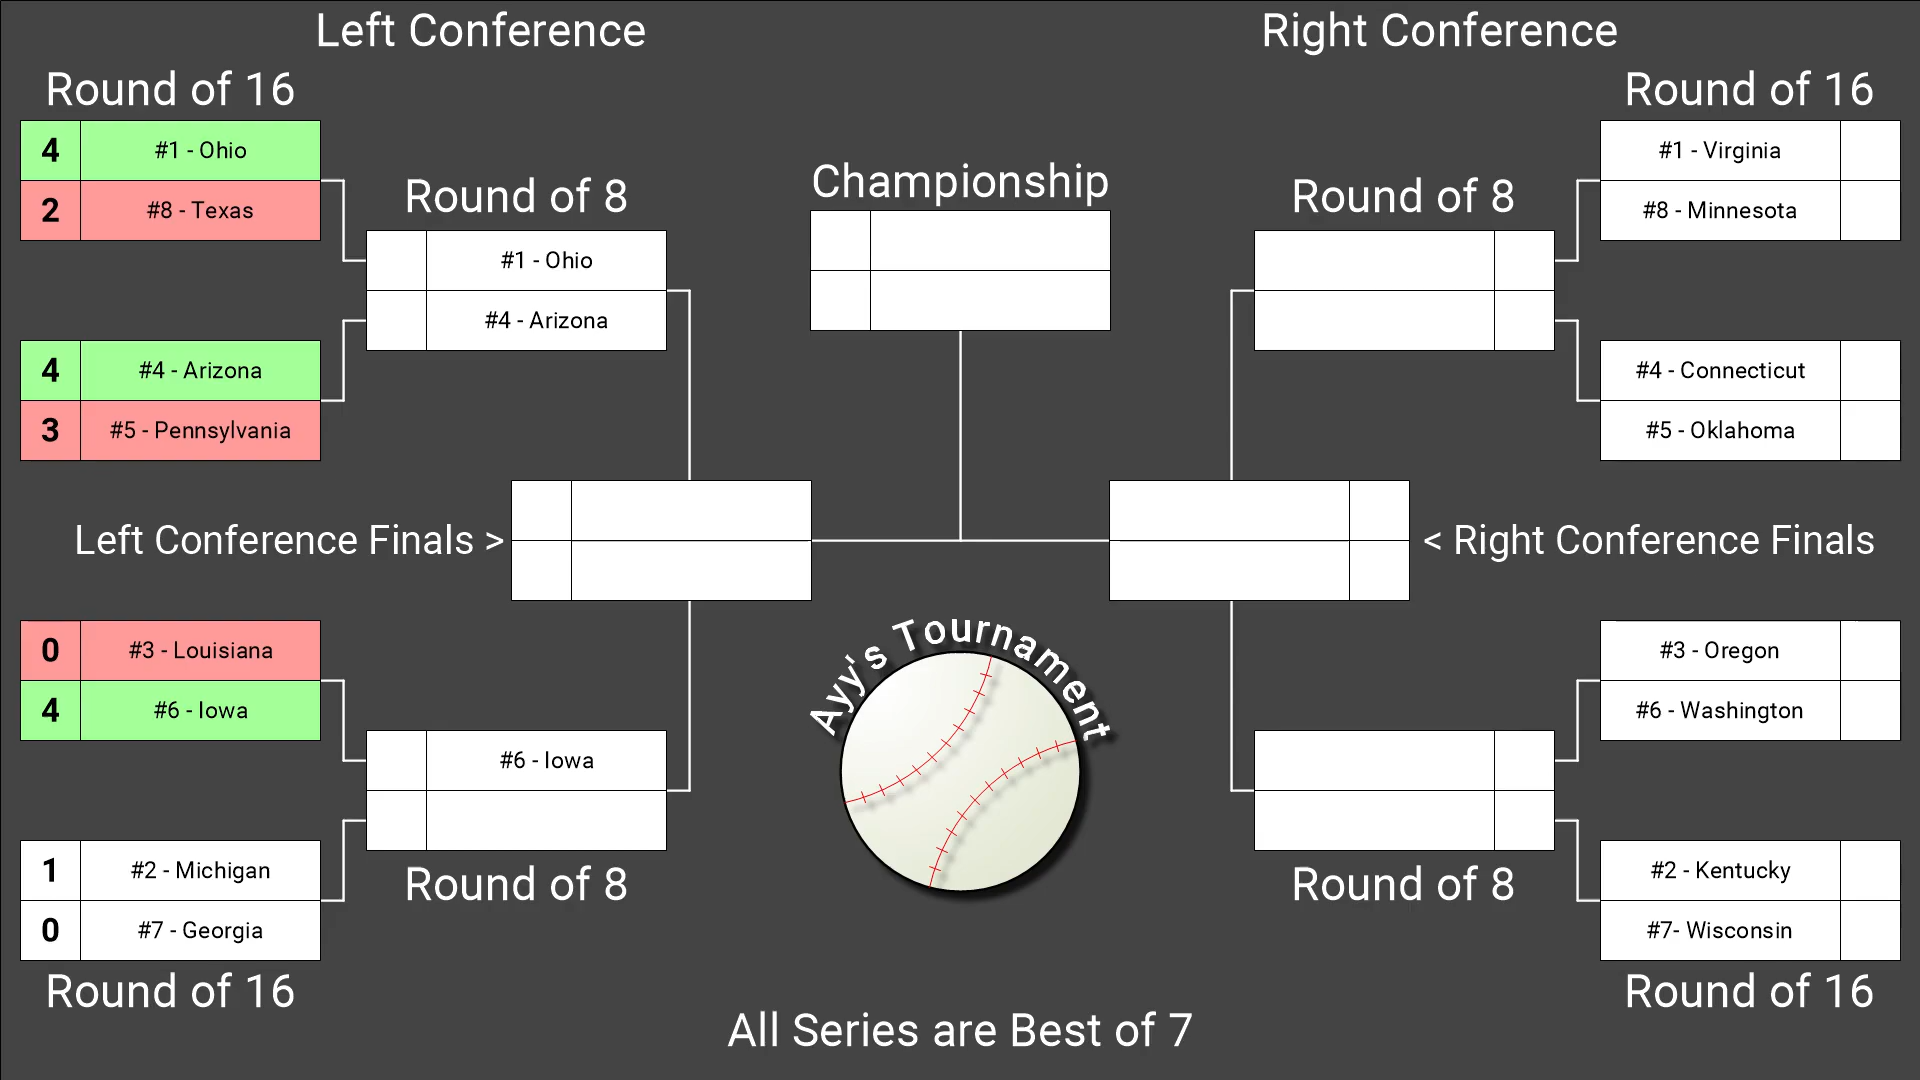 Left Conference
Right Conference
Round of 16
Round of 16
4 #1 - Ohio
2 #8 - Texas
Round of 8
#1 - Ohio
#4 - Arizona
4 #4 - Arizona
3 #5 - Pennsylvania
Championship
Round of 8
#1 - Virginia
#8 - Minnesota
#4 - Connecticut
#5 - Oklahoma
Left Conference Finals >
< Right Conference Finals
0 #3 - Louisiana
4 #6 - Iowa
#6 - Iowa
1 #2 - Michigan
0 #7 - Georgia
Round of 8
Round of 16
Ayy's Tournament
#3 - Oregon
#6 - Washington
#2 - Kentucky
#7- Wisconsin
Round of 8
Round of 16
All Series are Best of 7